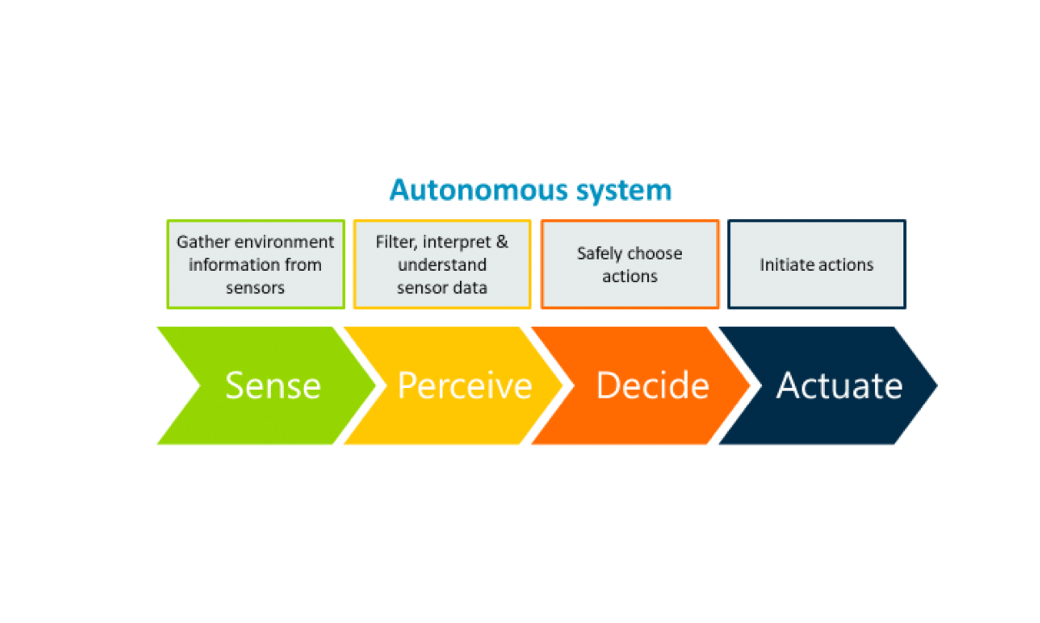 Autonomous system
Gather environment
information from
sensors
Filter, interpret &
understand
sensor data
Safely choose
actions
Initiate actions
Sense
Perceive
Decide
Actuate